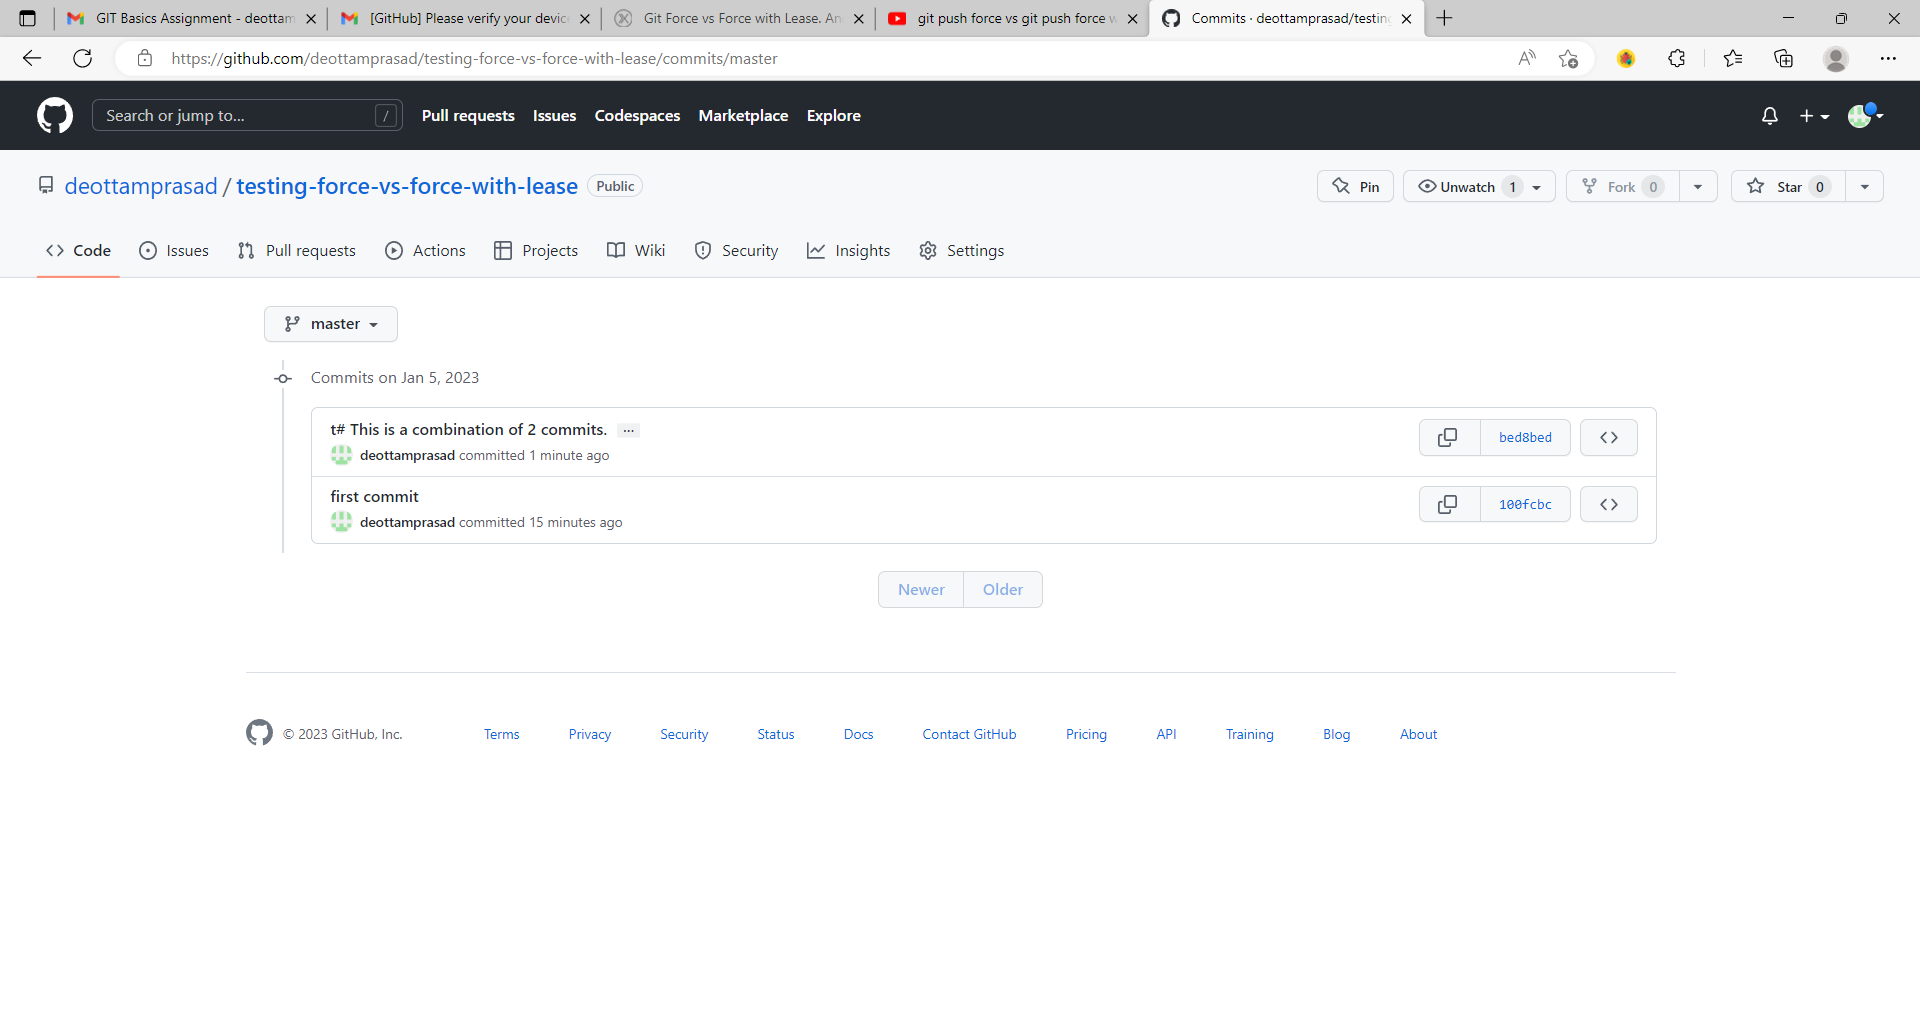 GIT Basics Assignment - deottam
[GitHub] Please verify your device
Git Force vs Force with Lease. An
git push force vs git push force w
Commits · deottamprasad/testing
https://github.com/deottamprasad/testing-force-vs-force-with-lease/commits/master
Search or jump to... /
Pull requests Issues Codespaces Marketplace Explore
deottamprasad / testing-force-vs-force-with-lease Public
Pin Unwatch 1 Fork 0 Star 0
Code Issues Pull requests Actions Projects Wiki Security Insights Settings
master
Commits on Jan 5, 2023
t# This is a combination of 2 commits. ...
bed8bed
deottamprasad committed 1 minute ago
first commit
100fcbc
deottamprasad committed 15 minutes ago
Newer Older
© 2023 GitHub, Inc. Terms Privacy Security Status Docs Contact GitHub Pricing API Training Blog About